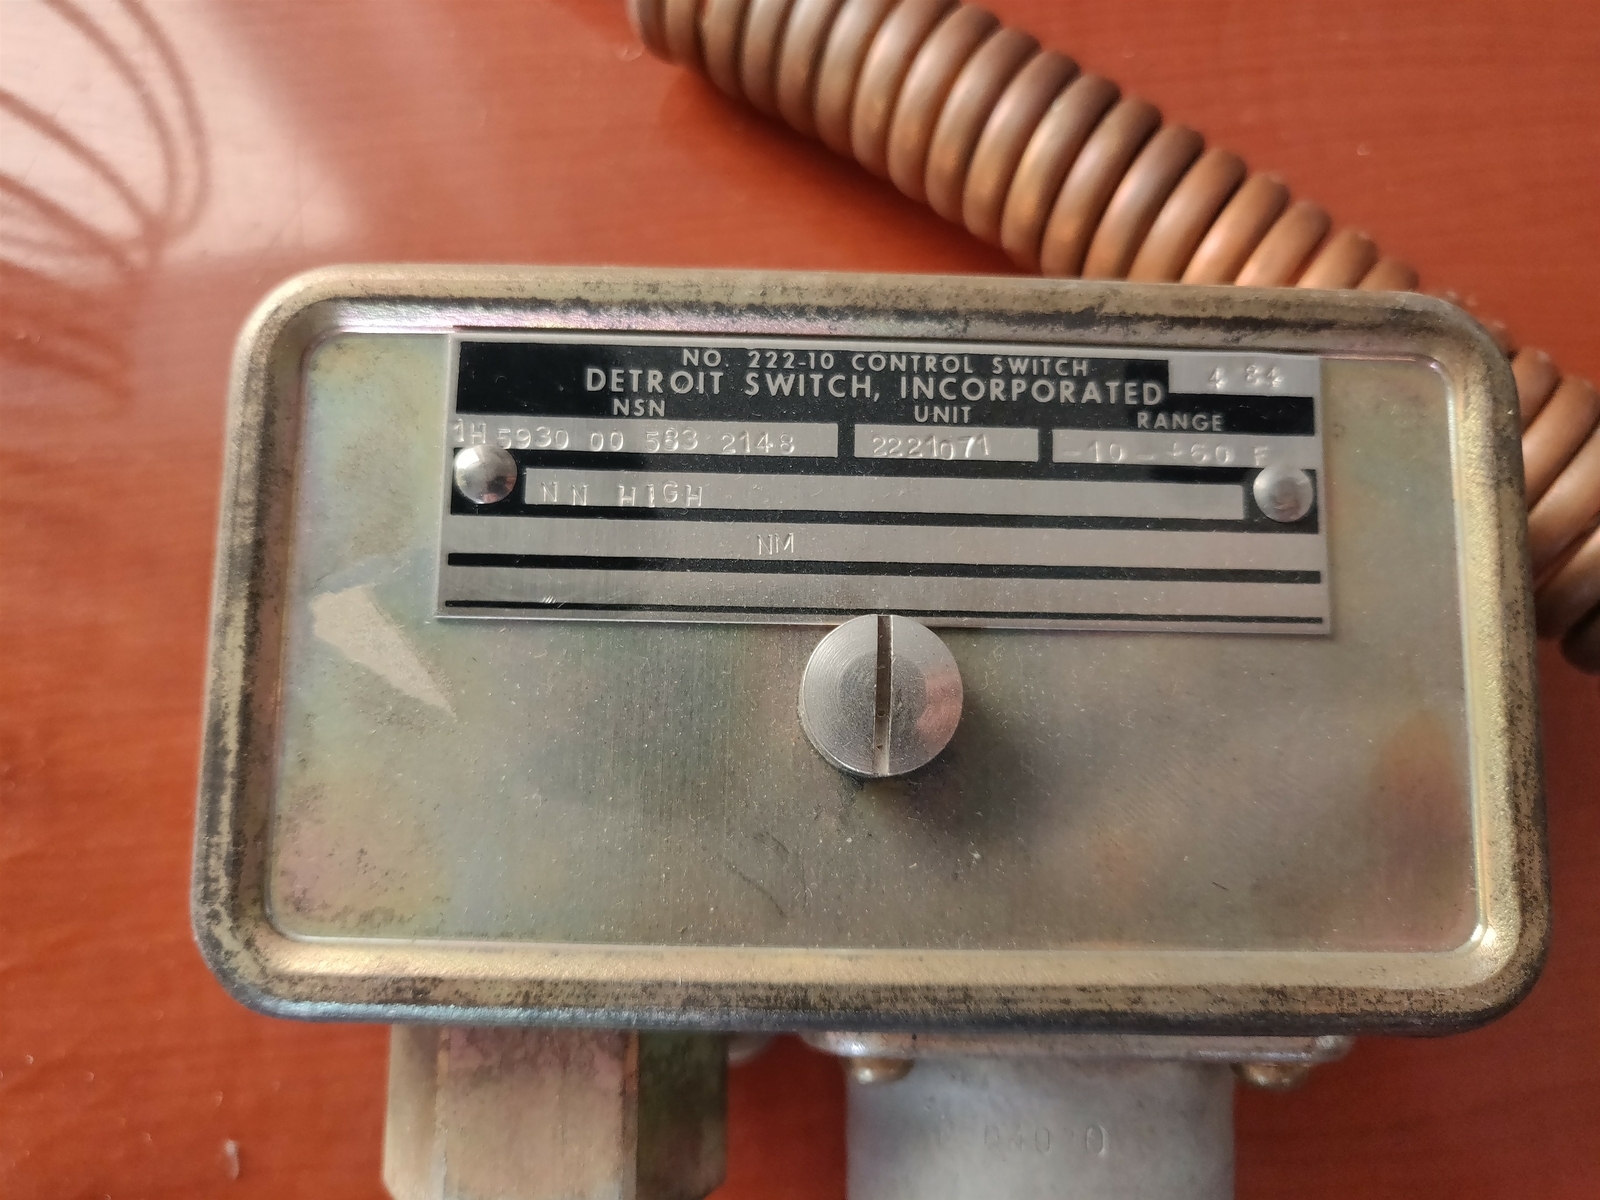 NO. 222-10 CONTROL SWITCH
DETROIT SWITCH, INCORPORATED 4 84
NSN UNIT RANGE
1H 5930 00 583 2148 2221071 -10 - +60 F
NN HIGH
NM